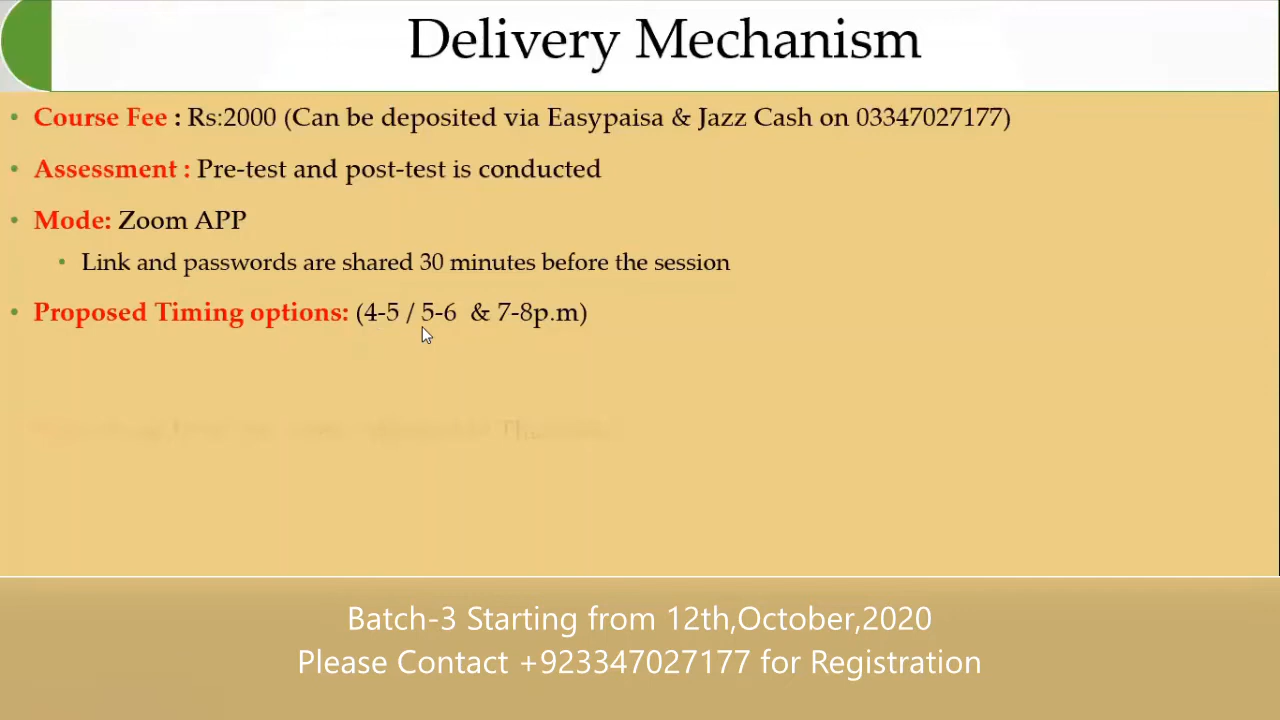 Delivery Mechanism
• Course Fee : Rs:2000 (Can be deposited via Easypaisa & Jazz Cash on 03347027177)
• Assessment : Pre-test and post-test is conducted
• Mode: Zoom APP
• Link and passwords are shared 30 minutes before the session
• Proposed Timing options: (4-5 / 5-6 & 7-8p.m)
Batch-3 Starting from 12th,October,2020
Please Contact +923347027177 for Registration